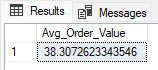 Results Messages
Avg_Order_Value
1 38.3072623343546